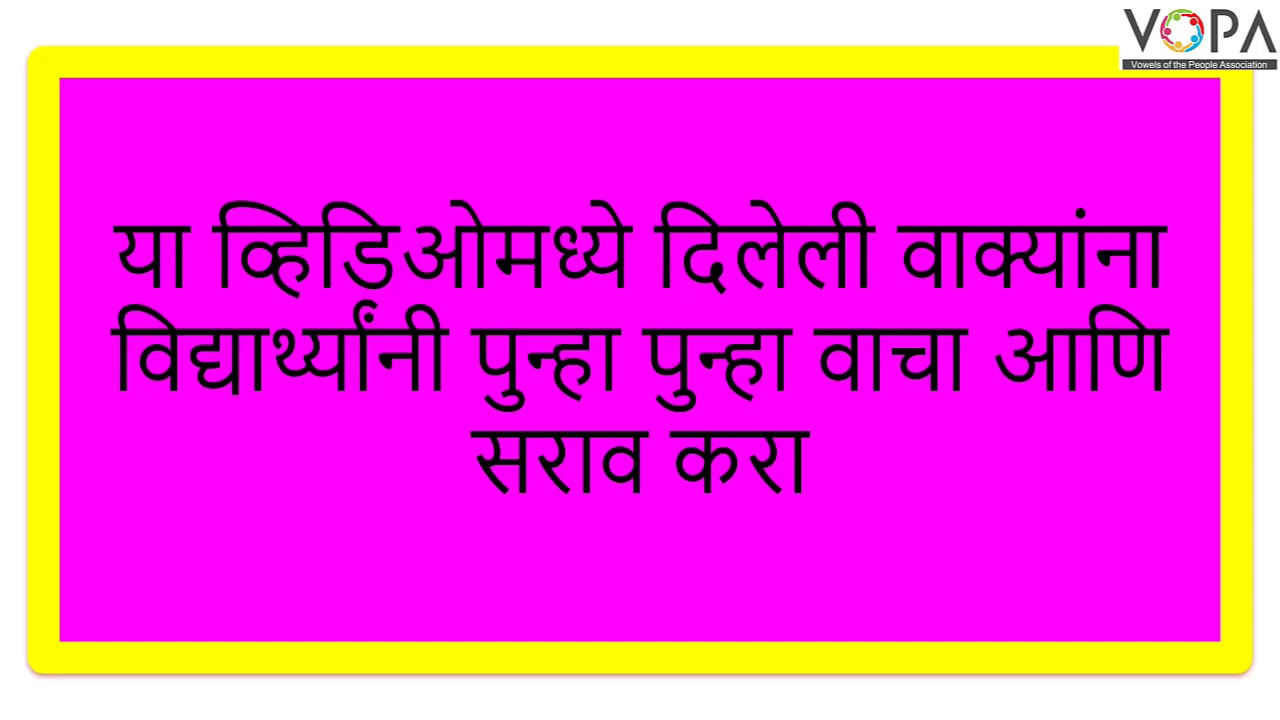 VOPA
Vowels of the People Association
या व्हिडिओमध्ये दिलेली वाक्यांना
विद्यार्थ्यांनी पुन्हा पुन्हा वाचा आणि
सराव करा